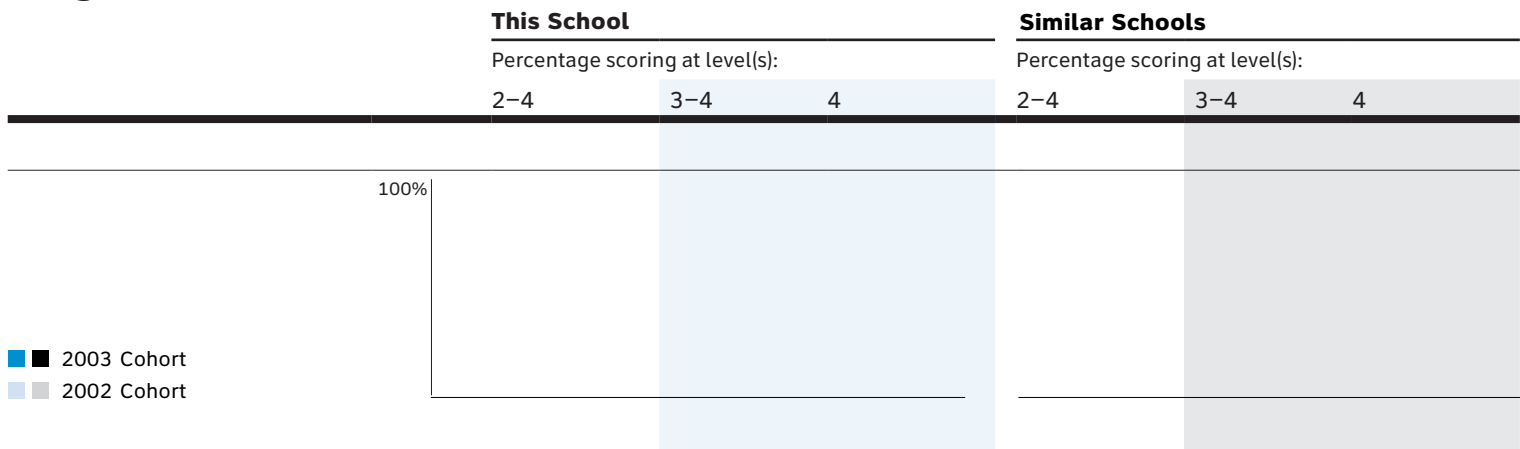 This School Similar Schools
Percentage scoring at level(s): Percentage scoring at level(s):
2–4 3–4 4 2–4 3–4 4
100%
2003 Cohort
2002 Cohort